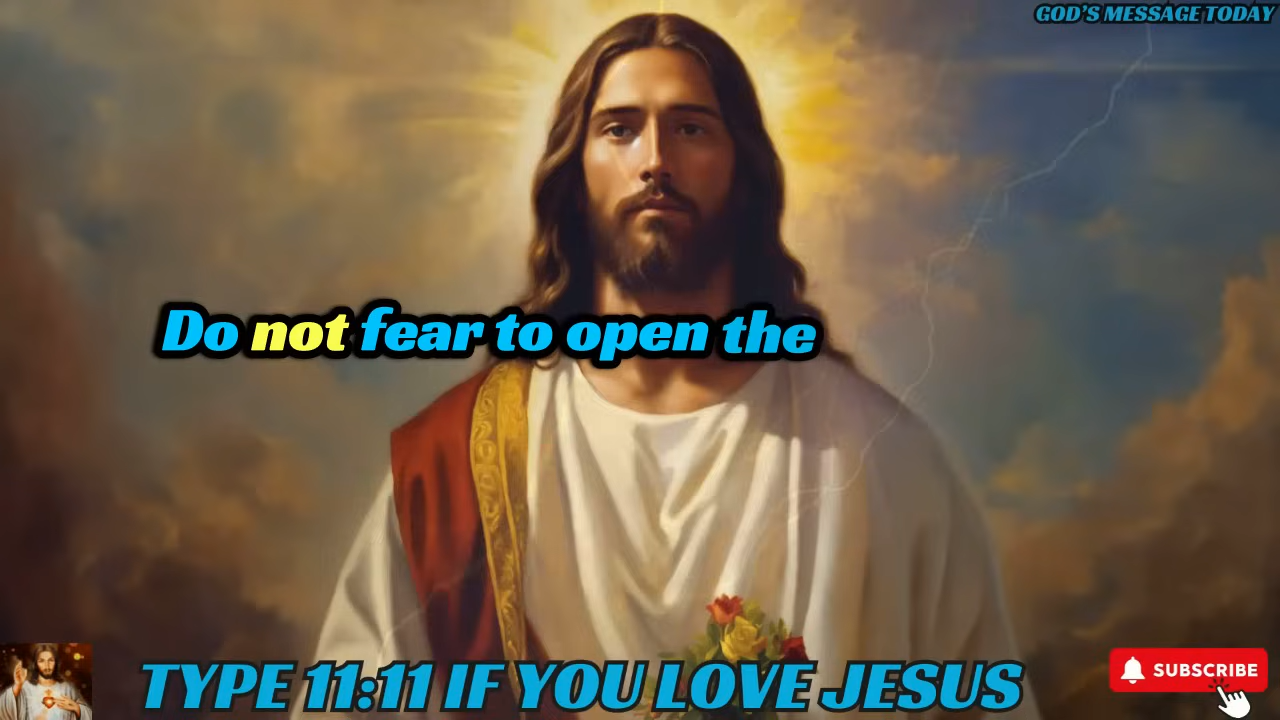 GOD'S MESSAGE TODAY
Do not fear to open the
TYPE 11:11 IF YOU LOVE JESUS
SUBSCRIBE